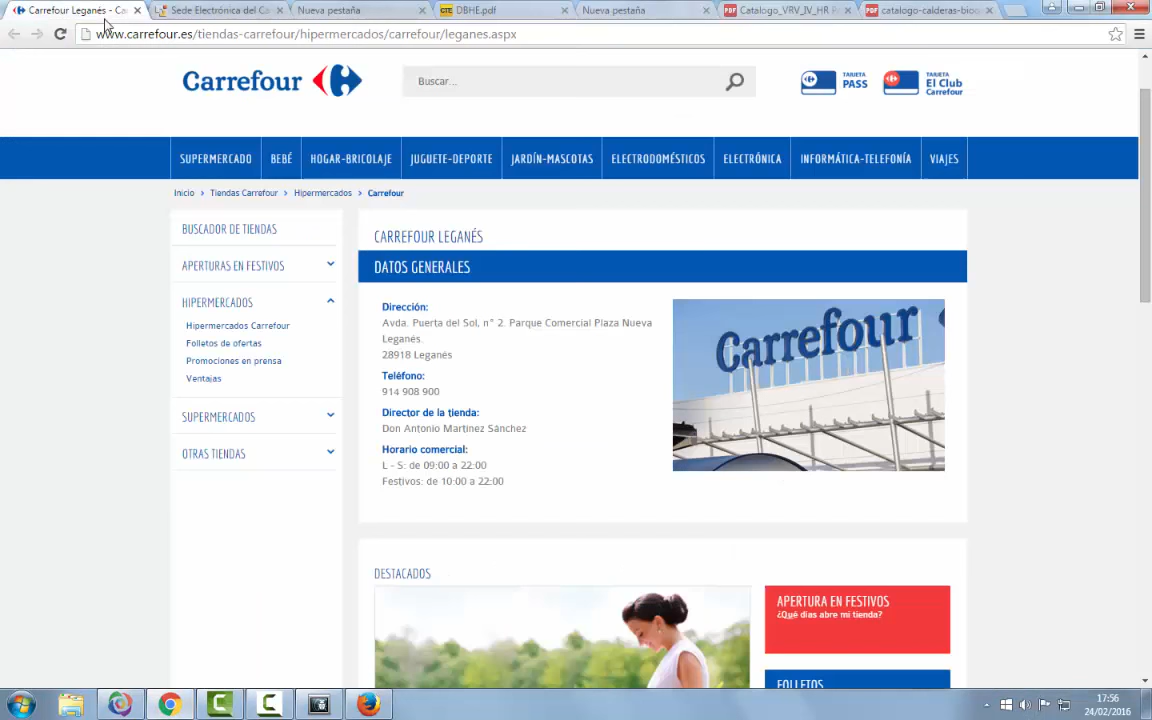 Carrefour Leganés - Ca
Sede Electrónica del Ca
Nueva pestaña
DBHE.pdf
Nueva pestaña
Catalogo_VRV_IV_HR
catalogo-calderas-bio
www.carrefour.es/tiendas-carrefour/hipermercados/carrefour/leganes.aspx
Carrefour
Buscar...
TARJETA PASS
TARJETA El Club Carrefour
SUPERMERCADO BEBÉ HOGAR-BRICOLAJE JUGUETE-DEPORTE JARDÍN-MASCOTAS ELECTRODOMÉSTICOS ELECTRÓNICA INFORMÁTICA-TELEFONÍA VIAJES
Inicio > Tiendas Carrefour > Hipermercados > Carrefour
BUSCADOR DE TIENDAS
APERTURAS EN FESTIVOS
HIPERMERCADOS
Hipermercados Carrefour
Folletos de ofertas
Promociones en prensa
Ventajas
SUPERMERCADOS
OTRAS TIENDAS
CARREFOUR LEGANÉS
DATOS GENERALES
Dirección:
Avda. Puerta del Sol, n° 2. Parque Comercial Plaza Nueva
Leganés
28918 Leganés
Teléfono:
914 908 900
Director de la tienda:
Don Antonio Martínez Sánchez
Horario comercial:
L - S: de 09:00 a 22:00
Festivos: de 10:00 a 22:00
Carrefour
DESTACADOS
APERTURA EN FESTIVOS
¿Qué días abre mi tienda?
FOLLETOS
17:56
24/02/2016